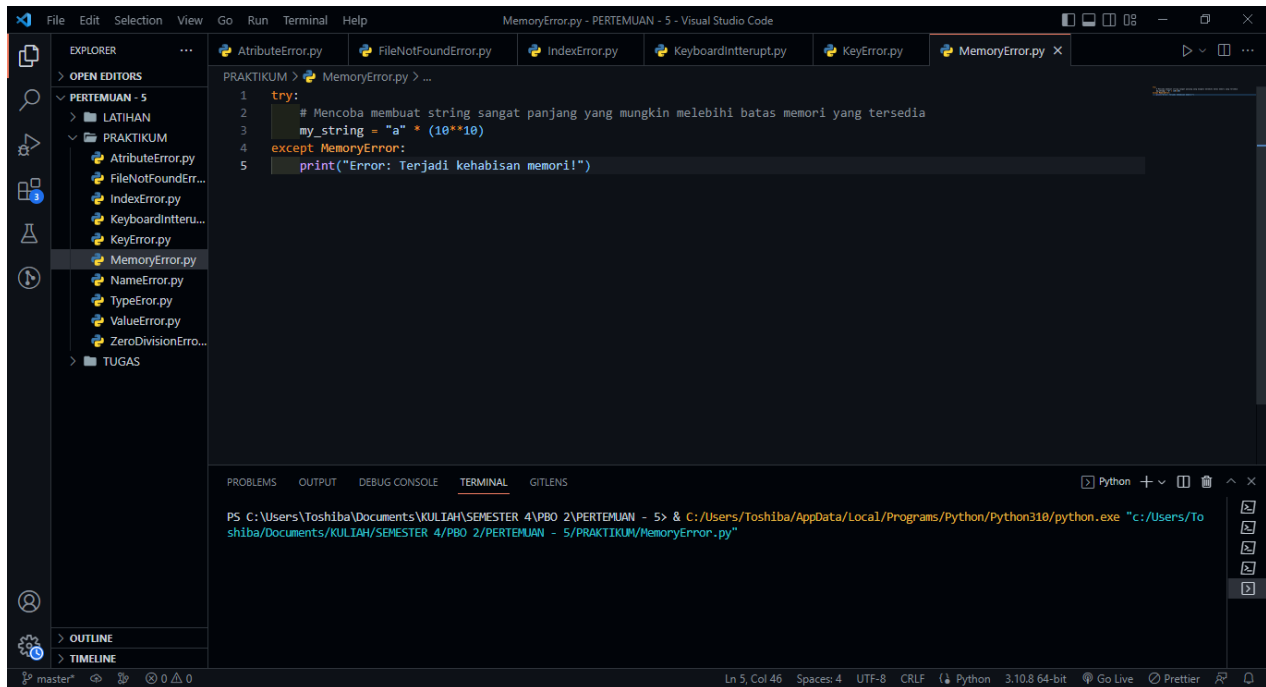 File Edit Selection View Go Run Terminal Help MemoryError.py - PERTEMUAN - 5 - Visual Studio Code
EXPLORER ...
AtributeError.py FileNotFoundError.py IndexError.py KeyboardIntterupt.py KeyError.py MemoryError.py
OPEN EDITORS
PERTEMUAN - 5
LATIHAN
PRAKTIKUM
AtributeError.py
FileNotFoundErr...
IndexError.py
KeyboardIntteru...
KeyError.py
MemoryError.py
NameError.py
TypeEror.py
ValueError.py
ZeroDivisionErro...
TUGAS
3
OUTLINE
TIMELINE
PRAKTIKUM > MemoryError.py > ...
1 try:
2 # Mencoba membuat string sangat panjang yang mungkin melebihi batas memori yang tersedia
3 my_string = "a" * (10**10)
4 except MemoryError:
5 print("Error: Terjadi kehabisan memori!")
PROBLEMS OUTPUT DEBUG CONSOLE TERMINAL GITLENS Python
PS C:\Users\Toshiba\Documents\KULIAH\SEMESTER 4\PBO 2\PERTEMUAN - 5> & C:/Users/Toshiba/AppData/Local/Programs/Python/Python310/python.exe "c:/Users/To
shiba/Documents/KULIAH/SEMESTER 4/PBO 2/PERTEMUAN - 5/PRAKTIKUM/MemoryError.py"
master* 0 0 Ln 5, Col 46 Spaces: 4 UTF-8 CRLF Python 3.10.8 64-bit Go Live Prettier